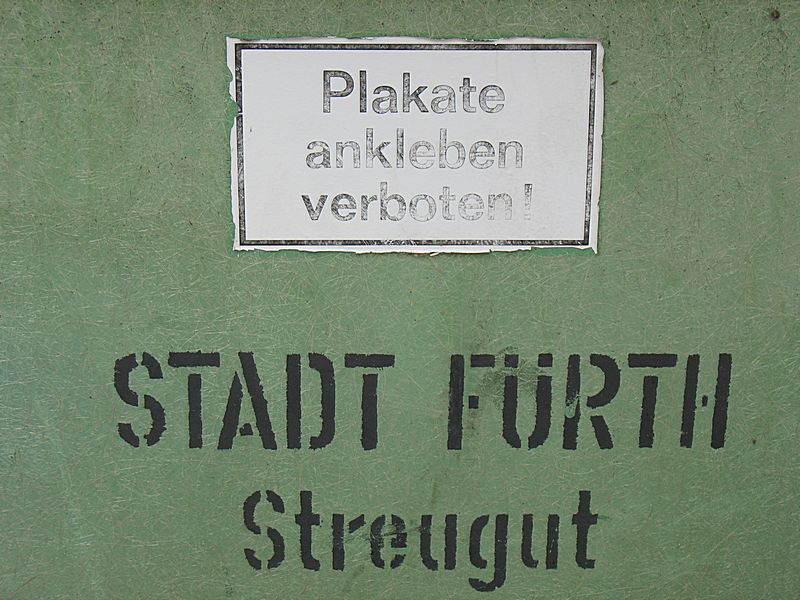 Plakate
ankleben
verboten!
STADT FÜRTH
Streugut